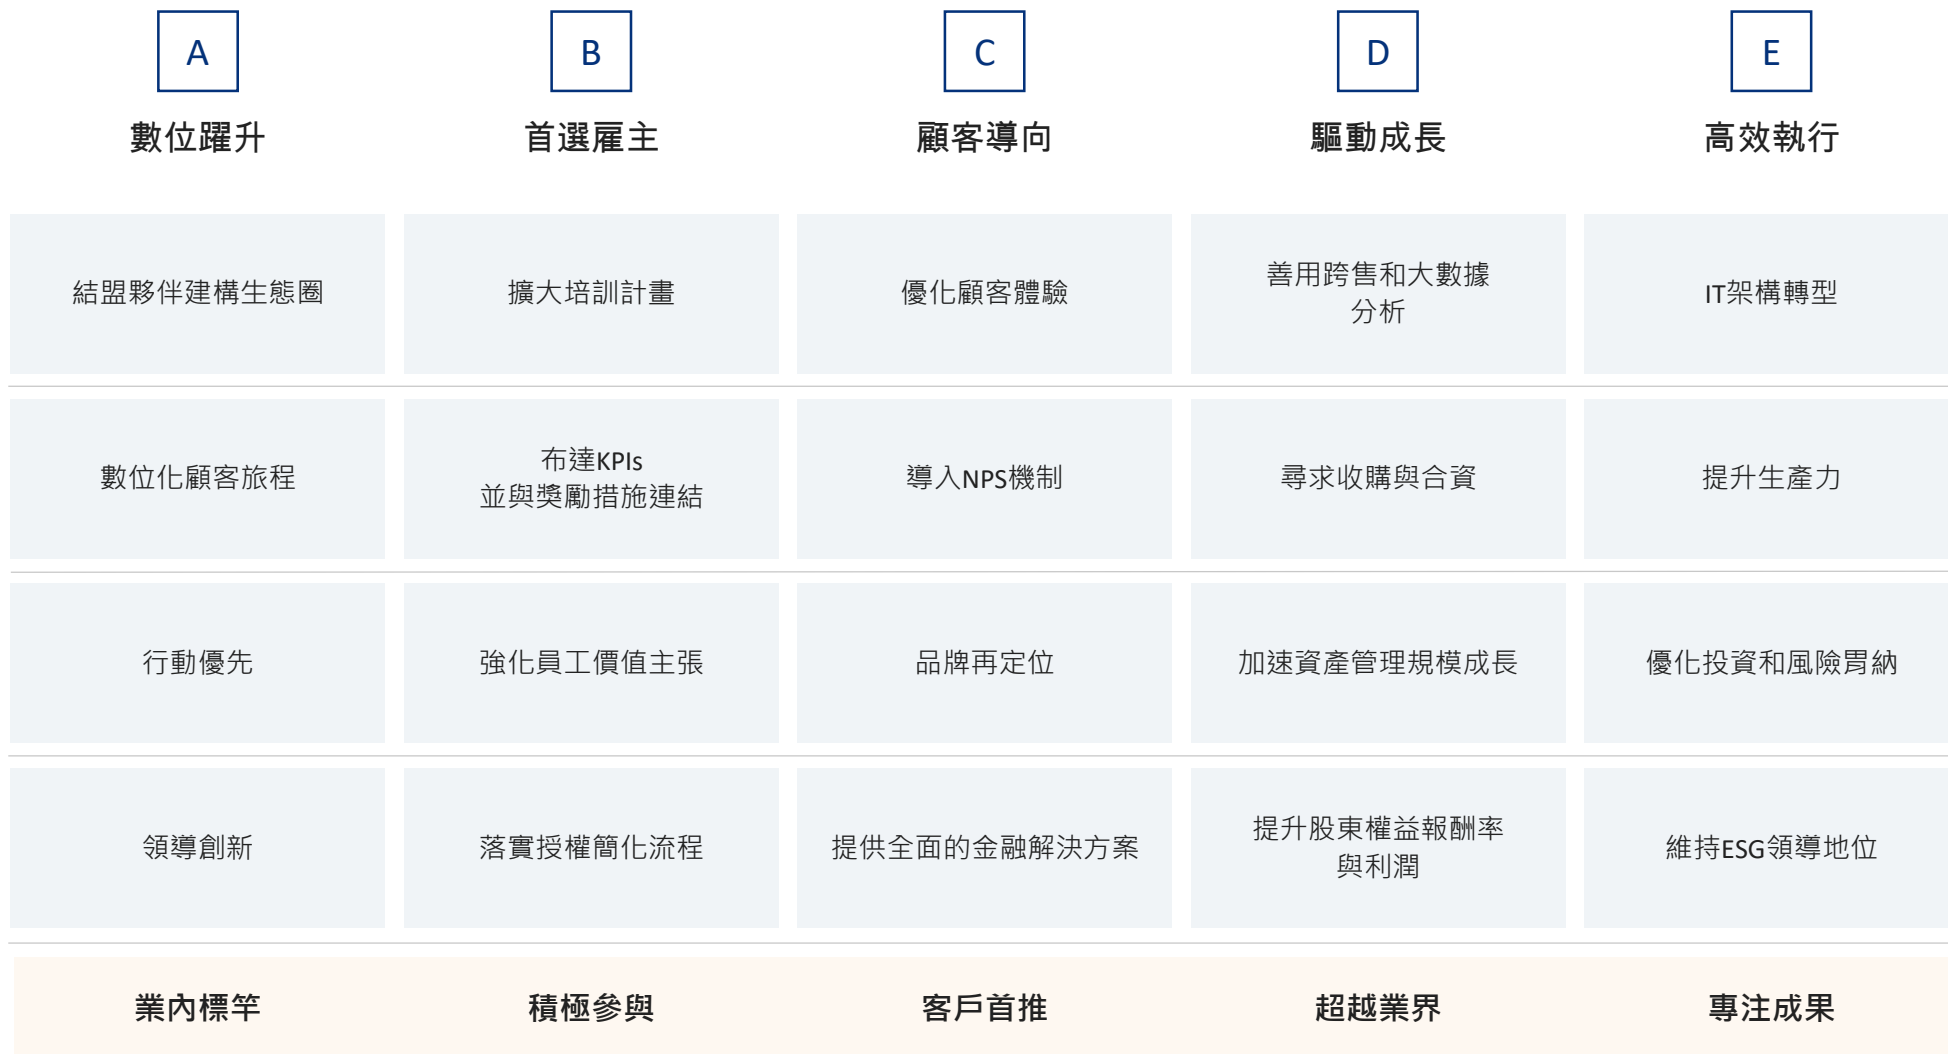 A
B
C
D
E
數位躍升
首選雇主
顧客導向
驅動成長
高效執行
結盟夥伴建構生態圈
擴大培訓計畫
優化顧客體驗
善用跨售和大數據
分析
IT架構轉型
數位化顧客旅程
布達KPIs
並與獎勵措施連結
導入NPS機制
尋求收購與合資
提升生產力
行動優先
強化員工價值主張
品牌再定位
加速資產管理規模成長
優化投資和風險胃納
領導創新
落實授權簡化流程
提供全面的金融解決方案
提升股東權益報酬率
與利潤
維持ESG領導地位
業內標竿
積極參與
客戶首推
超越業界
專注成果